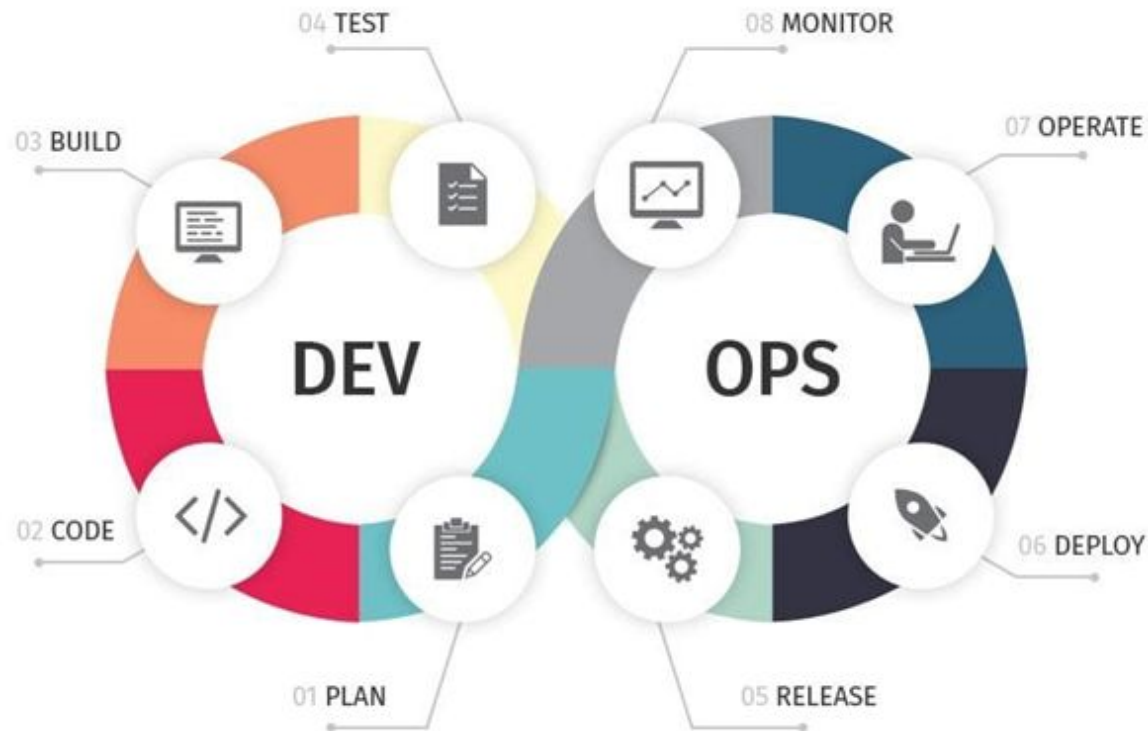 04 TEST
08 MONITOR
03 BUILD
07 OPERATE
DEV
OPS
02 CODE
06 DEPLOY
01 PLAN
05 RELEASE